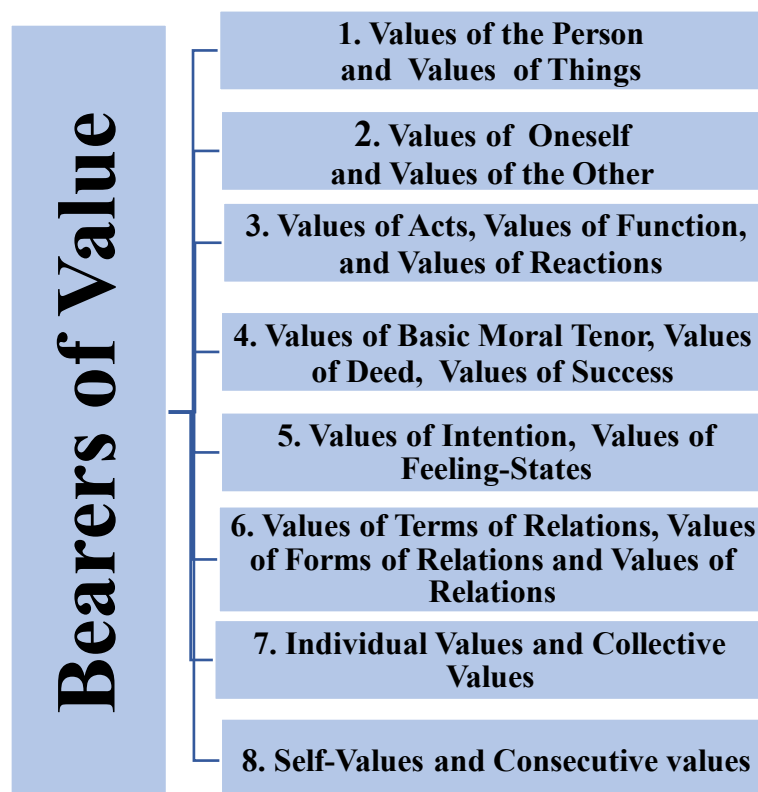 Bearers of Value
1. Values of the Person
and Values of Things
2. Values of Oneself
and Values of the Other
3. Values of Acts, Values of Function,
and Values of Reactions
4. Values of Basic Moral Tenor, Values
of Deed, Values of Success
5. Values of Intention, Values of
Feeling-States
6. Values of Terms of Relations, Values
of Forms of Relations and Values of
Relations
7. Individual Values and Collective
Values
8. Self-Values and Consecutive values